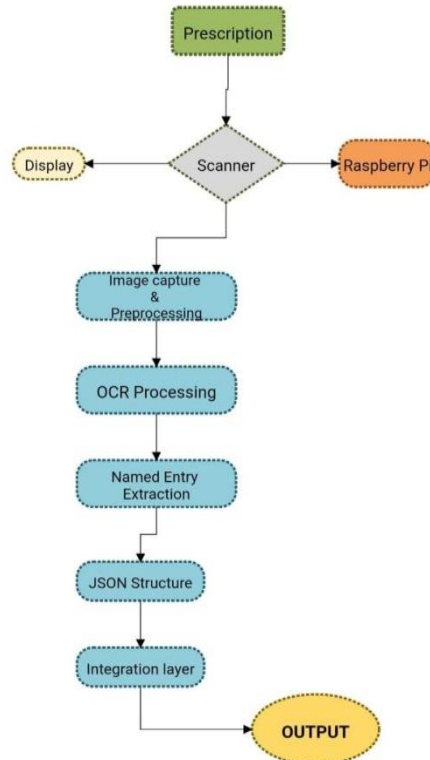 Prescription
Display
Scanner
Raspberry Pi
Image capture
&
Preprocessing
OCR Processing
Named Entry
Extraction
JSON Structure
Integration layer
OUTPUT